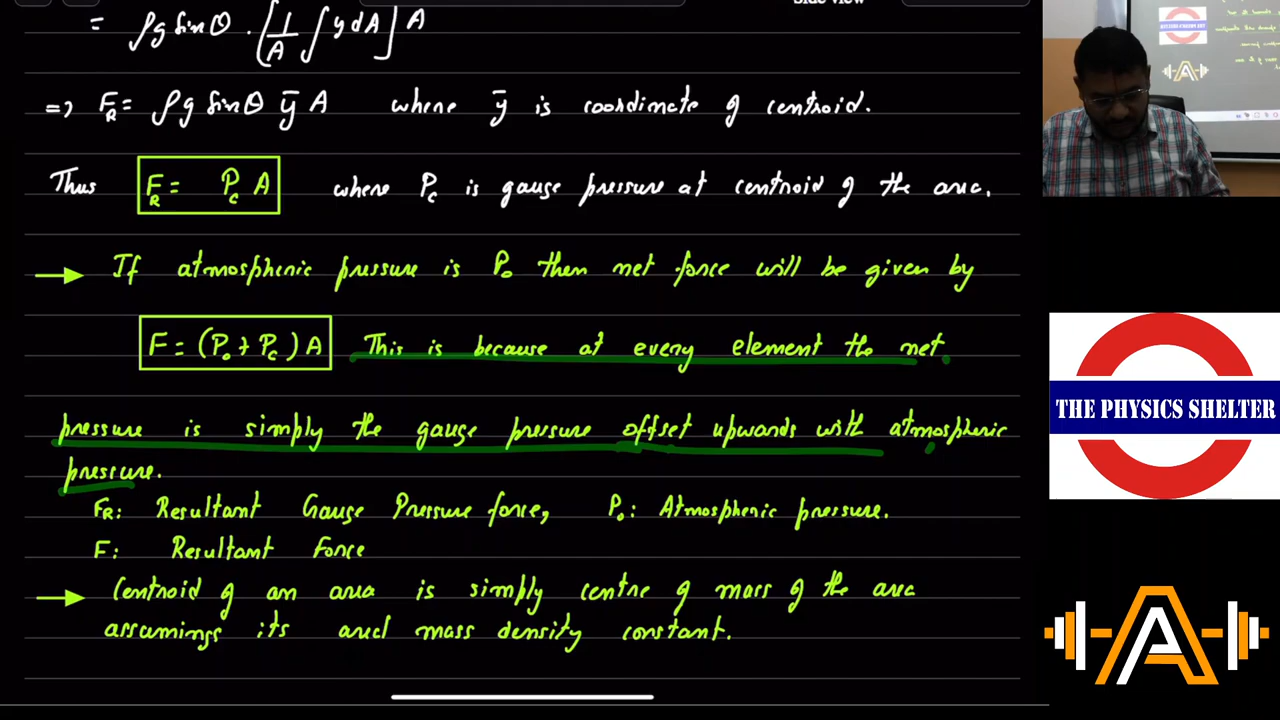 Side view
= ρg sinθ . [1/A ∫ y dA] A
=> F_R = ρg sinθ ȳ A where ȳ is coordinate of centroid.
Thus F_R = P_c A where P_c is gauge pressure at centroid of the area.
→ If atmospheric pressure is P₀ then net force will be given by
F = (P₀ + P_c) A This is because at every element the net
pressure is simply the gauge pressure offset upwards with atmospheric
pressure.
F_R: Resultant Gauge Pressure force, P₀: Atmospheric pressure.
F: Resultant Force
→ Centroid of an area is simply centre of mass of the area
assumings its areal mass density constant.
THE PHYSICS SHELTER